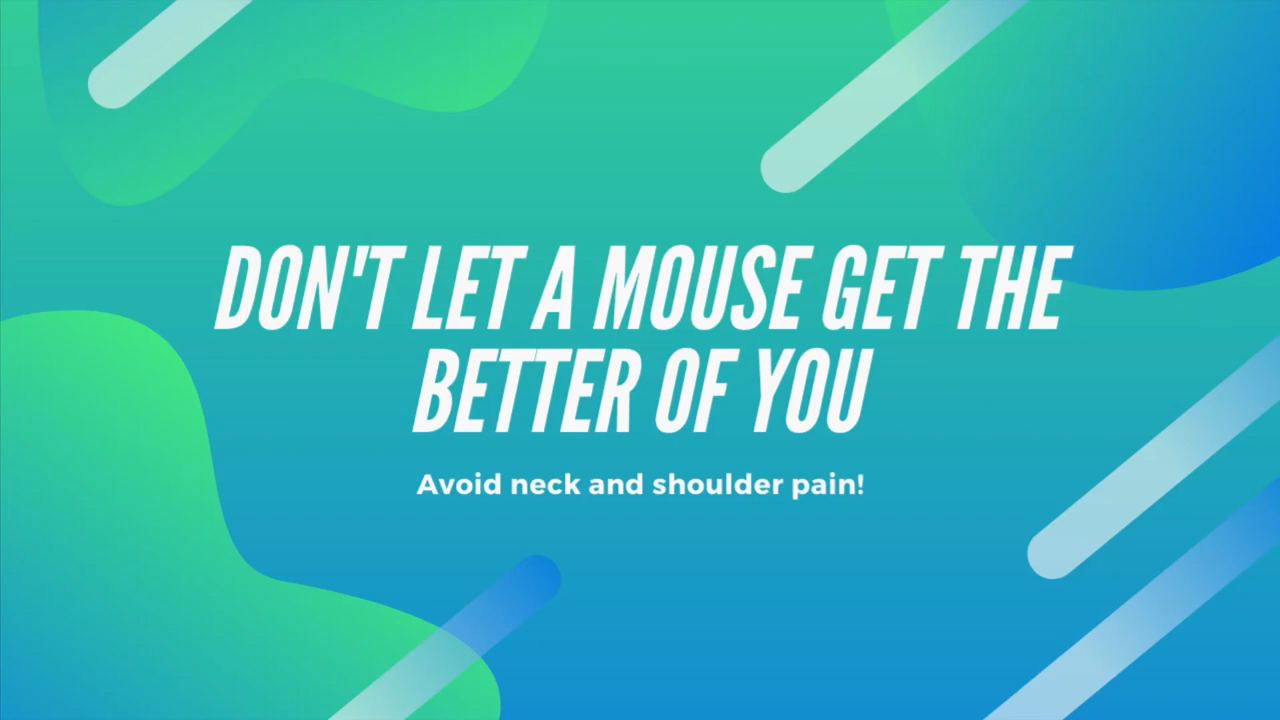 DON'T LET A MOUSE GET THE
BETTER OF YOU
Avoid neck and shoulder pain!